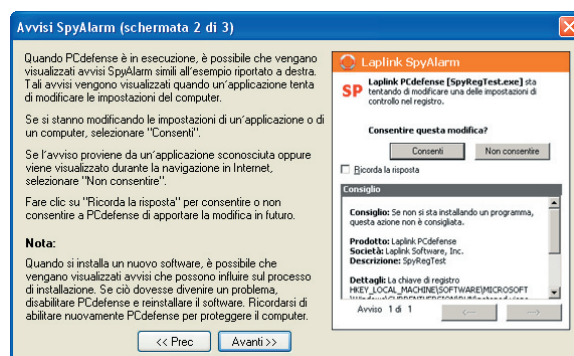 Avvisi SpyAlarm (schermata 2 di 3)
Quando PCdefense è in esecuzione, è possibile che vengano
visualizzati avvisi SpyAlarm simili all'esempio riportato a destra.
Tali avvisi vengono visualizzati quando un'applicazione tenta
di modificare le impostazioni del computer.
Se si stanno modificando le impostazioni di un'applicazione o di
un computer, selezionare "Consenti".
Se l'avviso proviene da un'applicazione sconosciuta oppure
viene visualizzato durante la navigazione in Internet,
selezionare "Non consentire".
Fare clic su "Ricorda la risposta" per consentire o non
consentire a PCdefense di apportare la modifica in futuro.
Nota:
Quando si installa un nuovo software, è possibile che
vengano visualizzati avvisi che possono influire sul processo
di installazione. Se ciò dovesse divenire un problema,
disabilitare PCdefense e reinstallare il software. Ricordarsi di
abilitare nuovamente PCdefense per proteggere il computer.
<< Prec
Avanti >>
Laplink SpyAlarm
SP
Laplink PCdefense [SpyRegTest.exe] sta
tentando di modificare una delle impostazioni di
controllo nel registro.
Consentire questa modifica?
Consenti
Non consentire
Ricorda la risposta
Consiglio
Consiglio: Se non si sta installando un programma,
questa azione non è consigliata.
Prodotto: Laplink PCdefense
Società: Laplink Software, Inc.
Descrizione: SpyRegTest
Dettagli: La chiave di registro
HKEY_LOCAL_MACHINE\SOFTWARE\MICROSOFT
Avviso 1 di 1
<--
-->